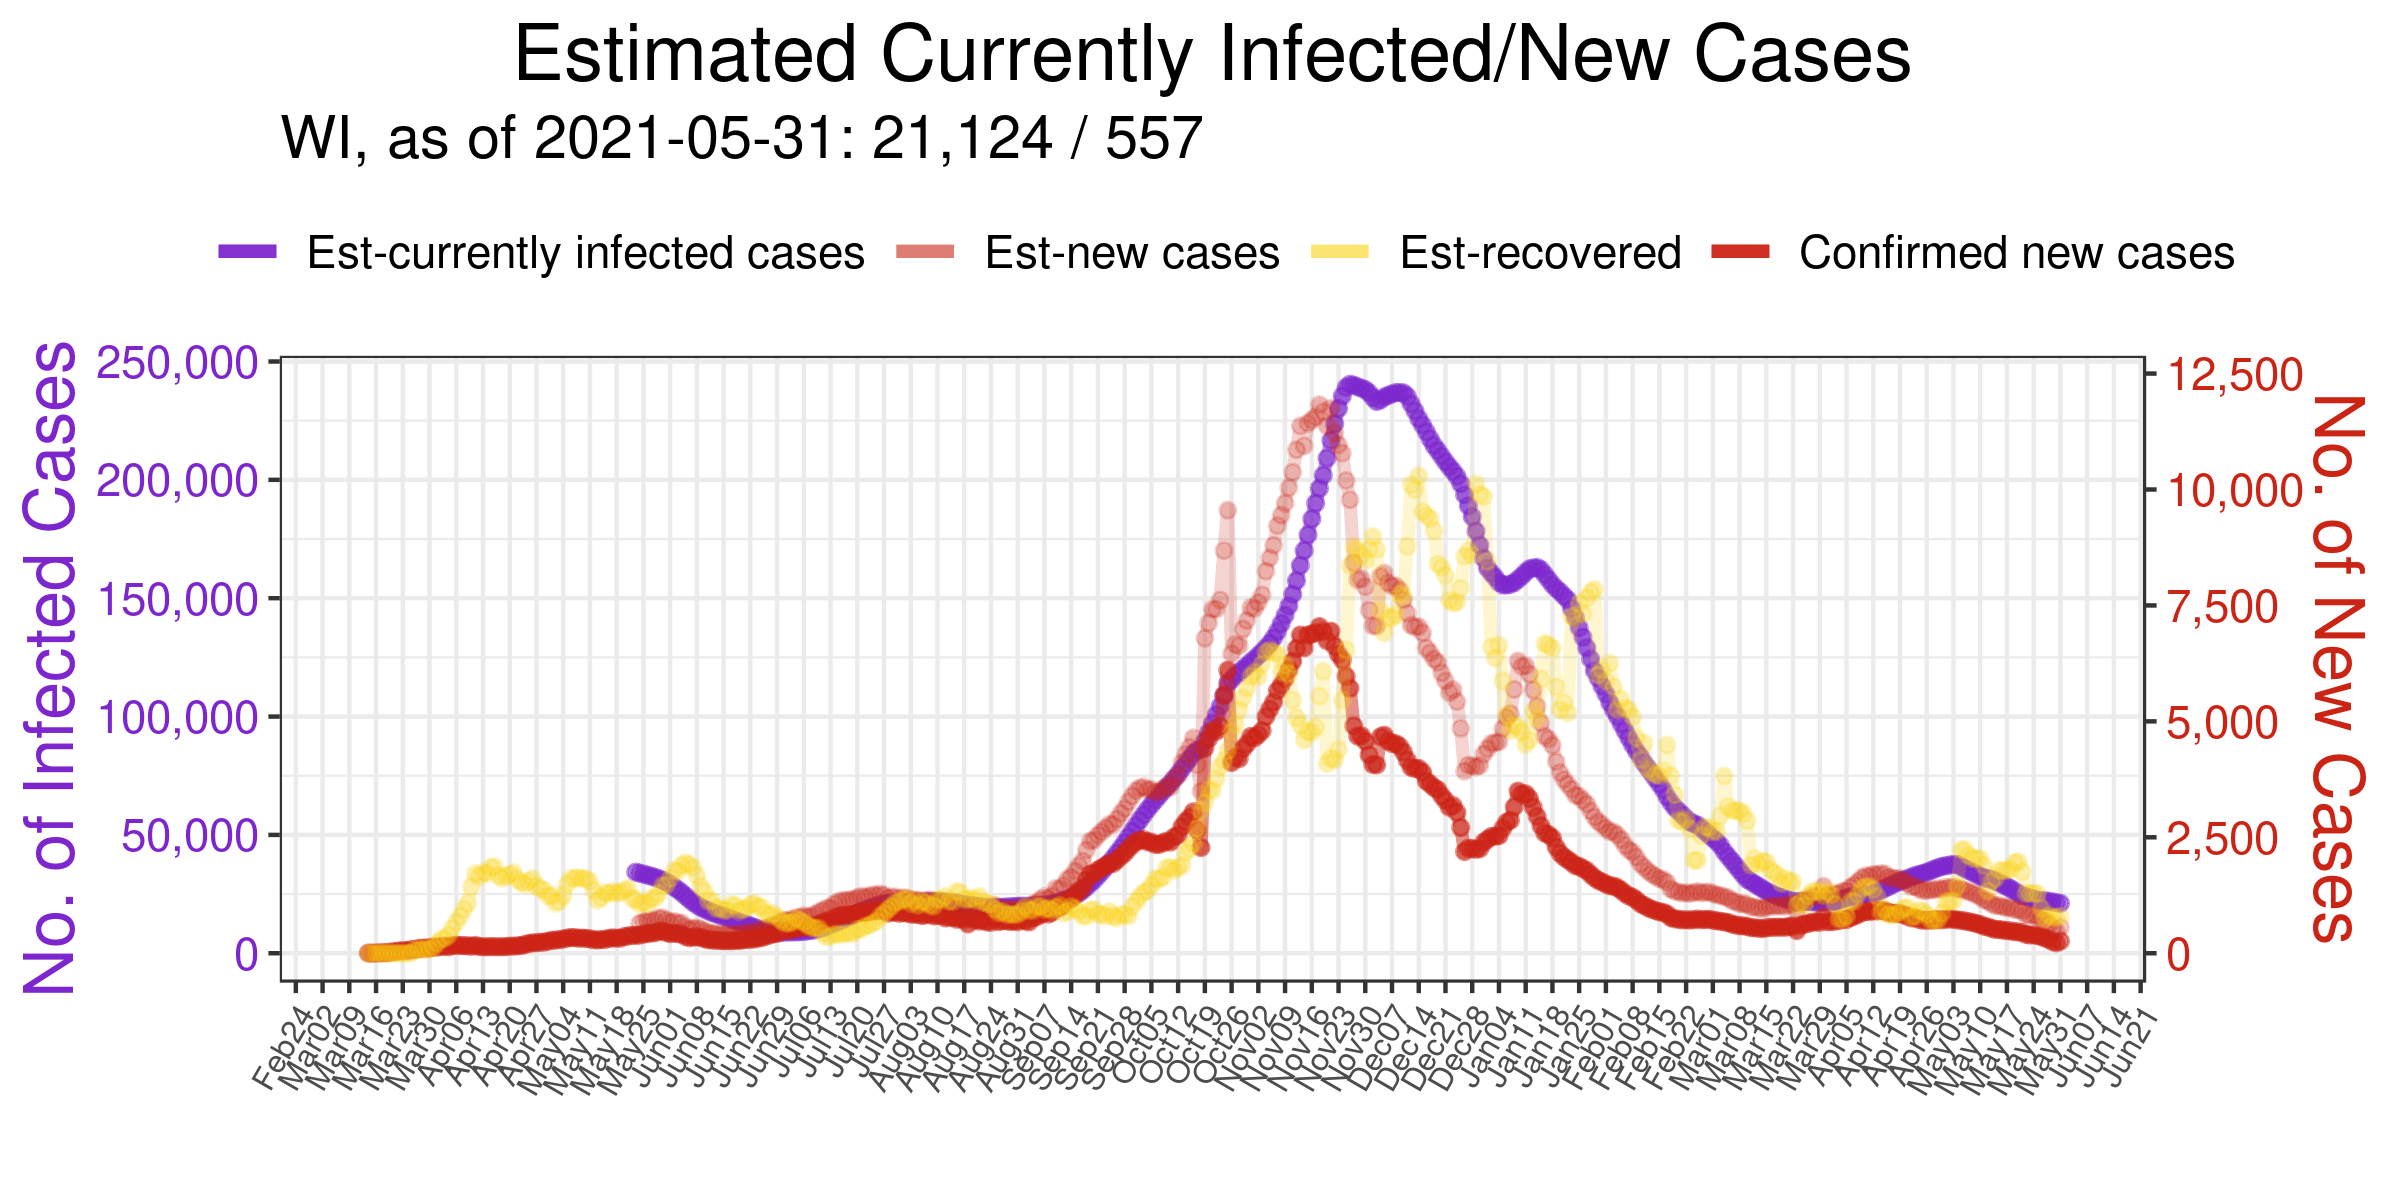 Estimated Currently Infected/New Cases
WI, as of 2021-05-31: 21,124 / 557
Est-currently infected cases Est-new cases Est-recovered Confirmed new cases
No. of Infected Cases
250,000
200,000
150,000
100,000
50,000
0
12,500
10,000
7,500
5,000
2,500
0
No. of New Cases
Feb24 Mar02 Mar09 Mar16 Mar23 Mar30 Apr06 Apr13 Apr20 Apr27 May04 May11 May18 May25 Jun01 Jun08 Jun15 Jun22 Jun29 Jul06 Jul13 Jul20 Jul27 Aug03 Aug10 Aug17 Aug24 Aug31 Sep07 Sep14 Sep21 Sep28 Oct05 Oct12 Oct19 Oct26 Nov02 Nov09 Nov16 Nov23 Nov30 Dec07 Dec14 Dec21 Dec28 Jan04 Jan11 Jan18 Jan25 Feb01 Feb08 Feb15 Feb22 Mar01 Mar08 Mar15 Mar22 Mar29 Apr05 Apr12 Apr19 Apr26 May03 May10 May17 May24 May31 Jun07 Jun14 Jun21